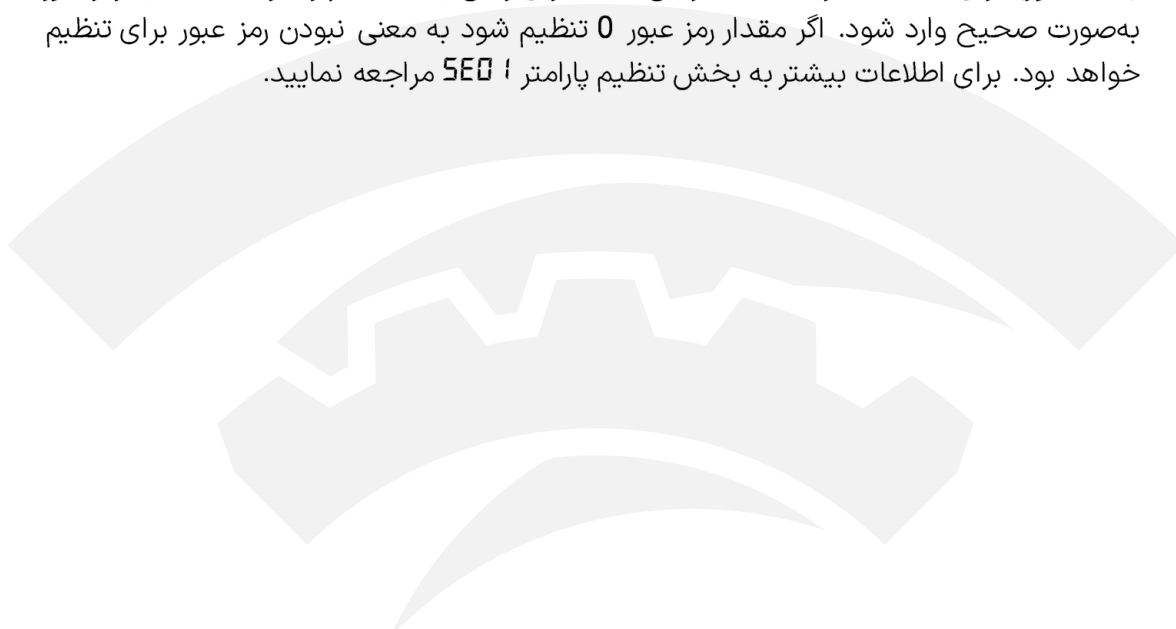 به‌صورت صحیح وارد شود. اگر مقدار رمز عبور 0 تنظیم شود به معنی نبودن رمز عبور برای تنظیم
خواهد بود. برای اطلاعات بیشتر به بخش تنظیم پارامتر SE01 مراجعه نمایید.